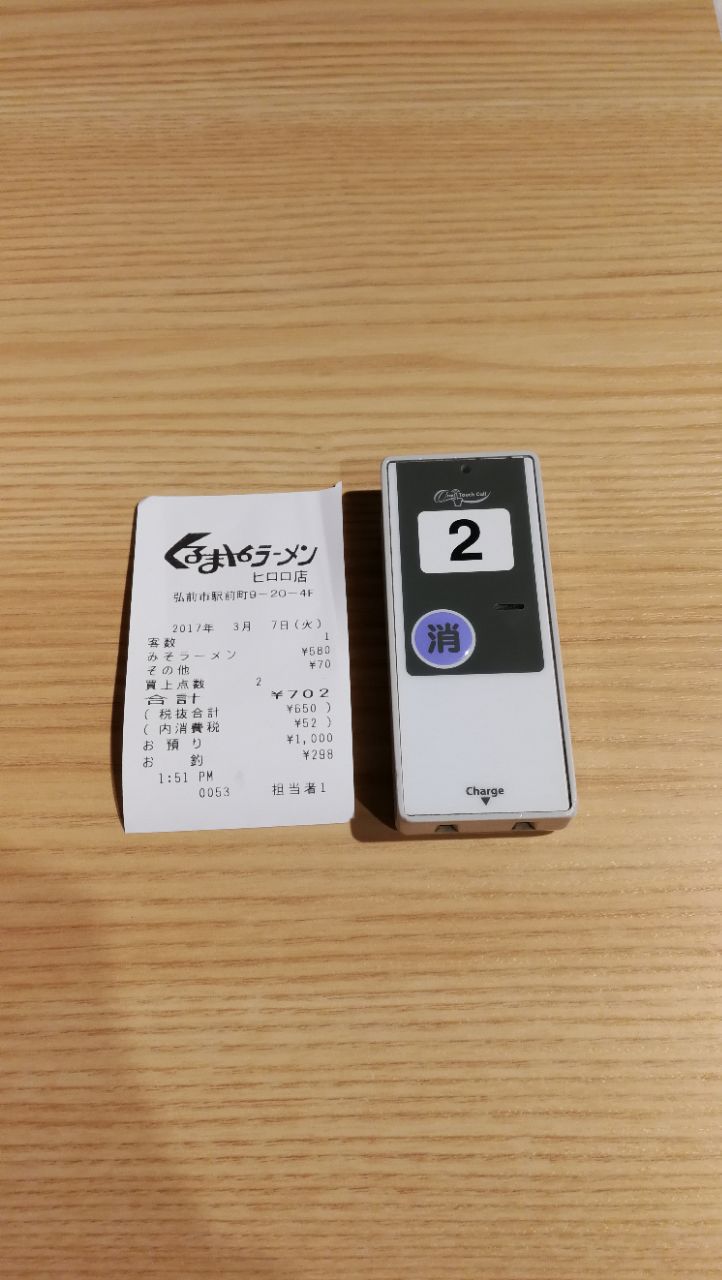 くるまやラーメン
ヒロロ店
弘前市駅前町9-20-4F
2017年 3月 7日(火)
客数 1
みそラーメン ¥580
その他 ¥70
買上点数 2
合計 ¥702
( 税抜合計 ¥650 )
( 内消費税 ¥52 )
お預り ¥1,000
お釣 ¥298
1:51 PM
0053 担当者1
Touch Call
2
消
Charge